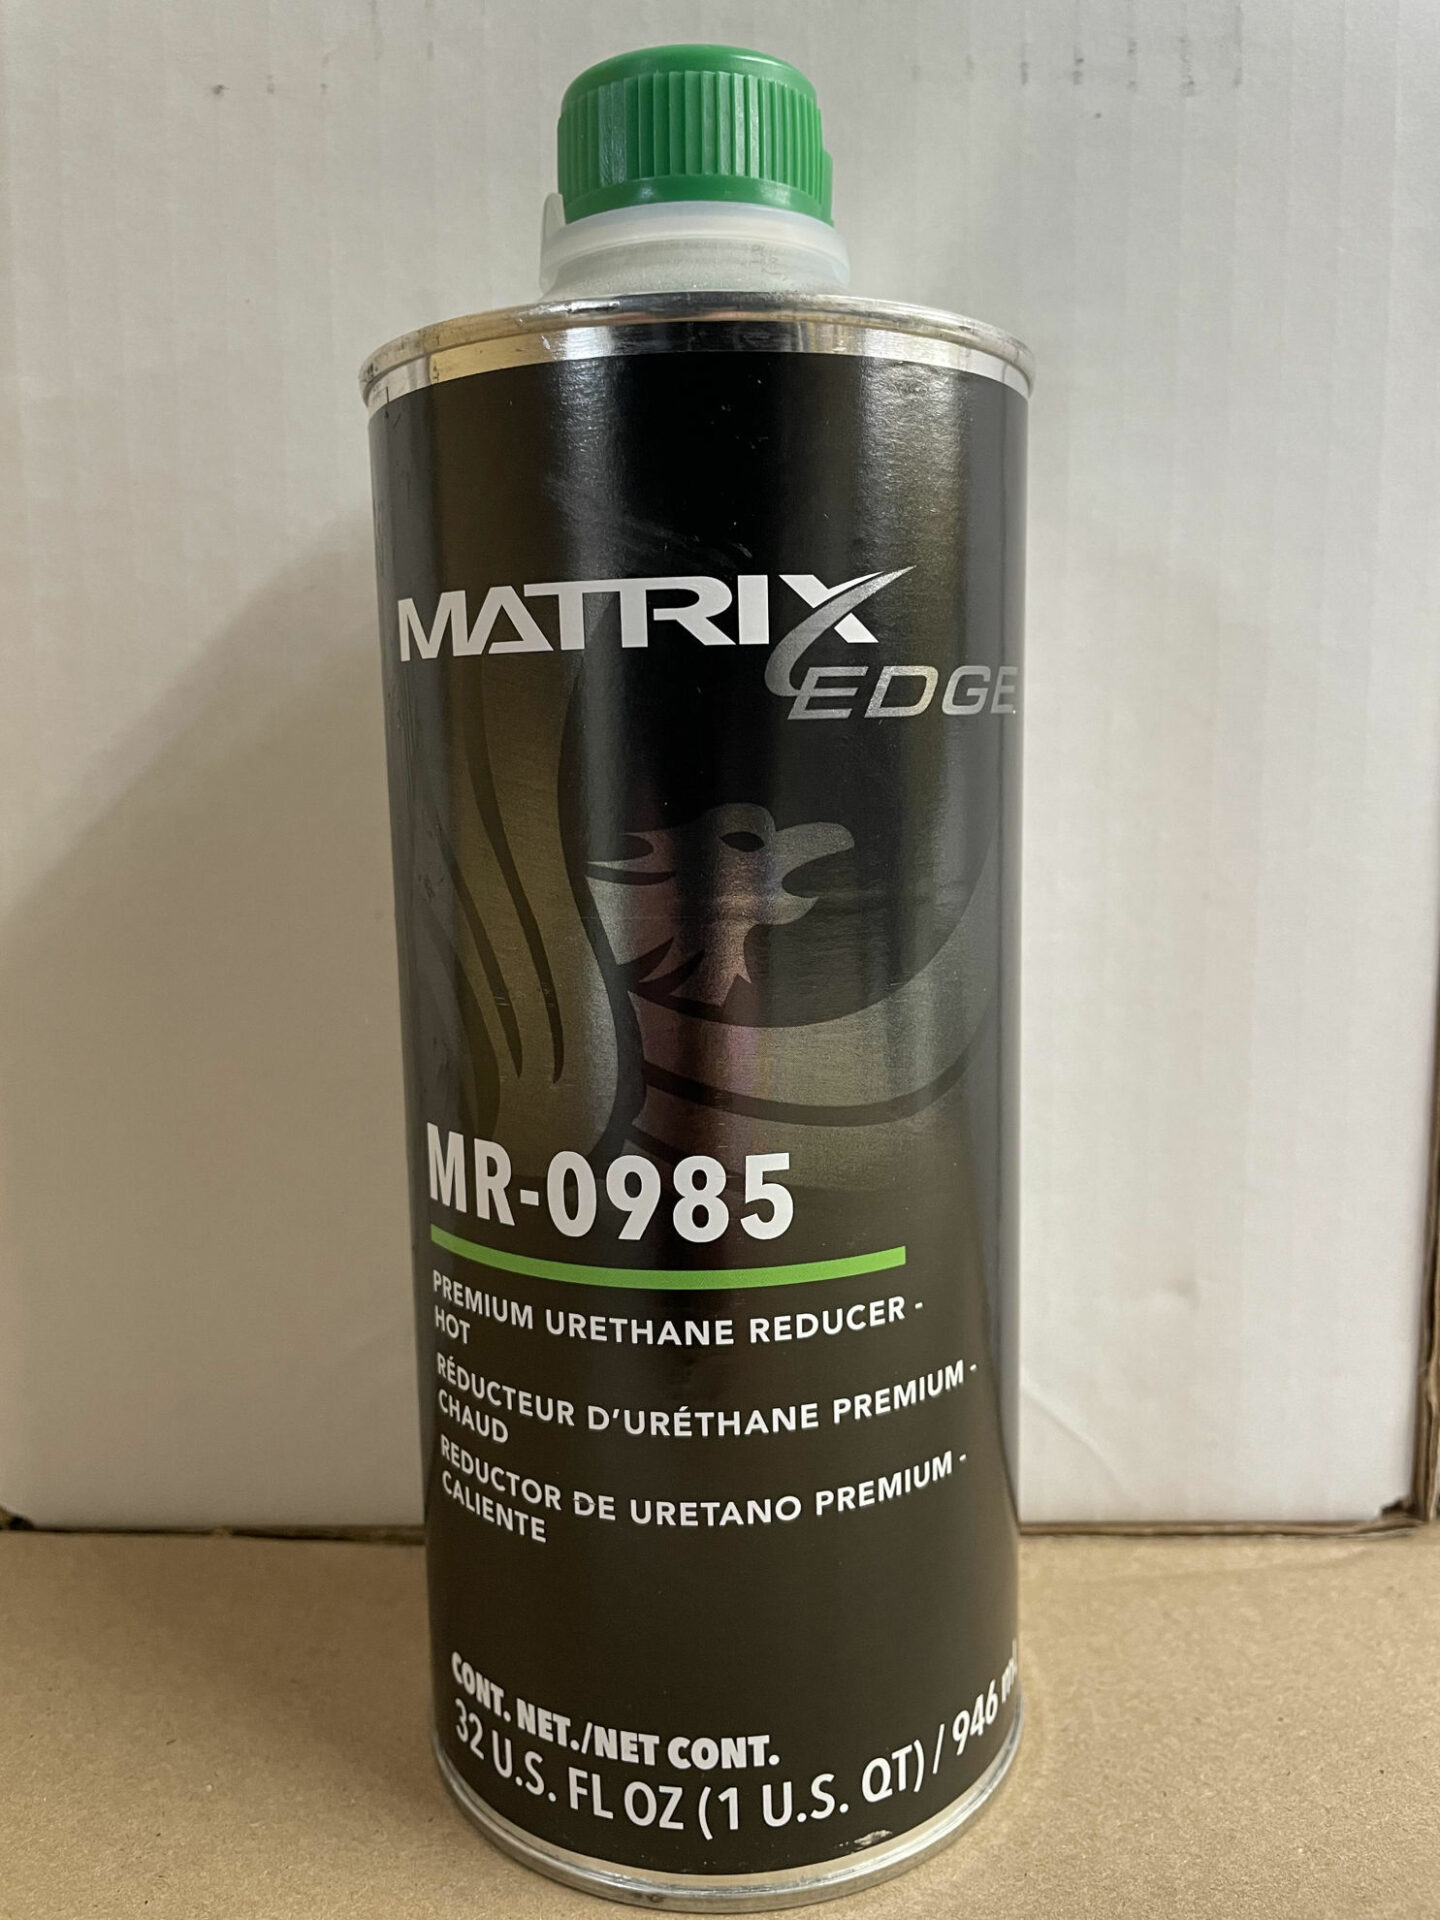 MATRIX
EDGE
MR-0985
PREMIUM URETHANE REDUCER -
HOT
RÉDUCTEUR D'URÉTHANE PREMIUM -
CHAUD
REDUCTOR DE URETANO PREMIUM -
CALIENTE
CONT. NET./NET CONT.
32 U.S. FL OZ (1 U.S. QT) / 946 mL